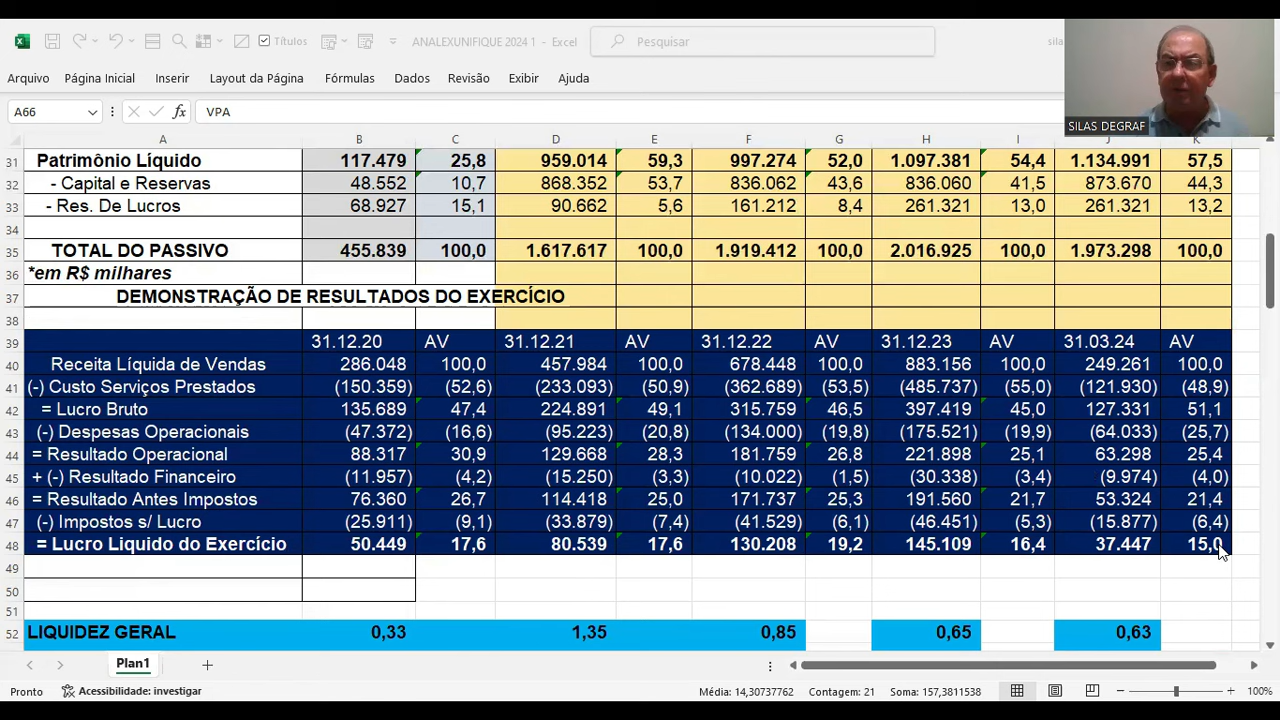 Títulos
ANALEXUNIFIQUE 2024 1 - Excel
Pesquisar
Arquivo Página Inicial Inserir Layout da Página Fórmulas Dados Revisão Exibir Ajuda
SILAS DEGRAF
A66 fx VPA
A B C D E F G H I J K
31 Patrimônio Líquido 117.479 25,8 959.014 59,3 997.274 52,0 1.097.381 54,4 1.134.991 57,5
32 - Capital e Reservas 48.552 10,7 868.352 53,7 836.062 43,6 836.060 41,5 873.670 44,3
33 - Res. De Lucros 68.927 15,1 90.662 5,6 161.212 8,4 261.321 13,0 261.321 13,2
34
35 TOTAL DO PASSIVO 455.839 100,0 1.617.617 100,0 1.919.412 100,0 2.016.925 100,0 1.973.298 100,0
36 *em R$ milhares
37 DEMONSTRAÇÃO DE RESULTADOS DO EXERCÍCIO
38
39 31.12.20 AV 31.12.21 AV 31.12.22 AV 31.12.23 AV 31.03.24 AV
40 Receita Líquida de Vendas 286.048 100,0 457.984 100,0 678.448 100,0 883.156 100,0 249.261 100,0
41 (-) Custo Serviços Prestados (150.359) (52,6) (233.093) (50,9) (362.689) (53,5) (485.737) (55,0) (121.930) (48,9)
42 = Lucro Bruto 135.689 47,4 224.891 49,1 315.759 46,5 397.419 45,0 127.331 51,1
43 (-) Despesas Operacionais (47.372) (16,6) (95.223) (20,8) (134.000) (19,8) (175.521) (19,9) (64.033) (25,7)
44 = Resultado Operacional 88.317 30,9 129.668 28,3 181.759 26,8 221.898 25,1 63.298 25,4
45 + (-) Resultado Financeiro (11.957) (4,2) (15.250) (3,3) (10.022) (1,5) (30.338) (3,4) (9.974) (4,0)
46 = Resultado Antes Impostos 76.360 26,7 114.418 25,0 171.737 25,3 191.560 21,7 53.324 21,4
47 (-) Impostos s/ Lucro (25.911) (9,1) (33.879) (7,4) (41.529) (6,1) (46.451) (5,3) (15.877) (6,4)
48 = Lucro Liquido do Exercício 50.449 17,6 80.539 17,6 130.208 19,2 145.109 16,4 37.447 15,0
49
50
51
52 LIQUIDEZ GERAL 0,33 1,35 0,85 0,65 0,63
Plan1
Pronto Acessibilidade: investigar Média: 14,30737762 Contagem: 21 Soma: 157,3811538 100%